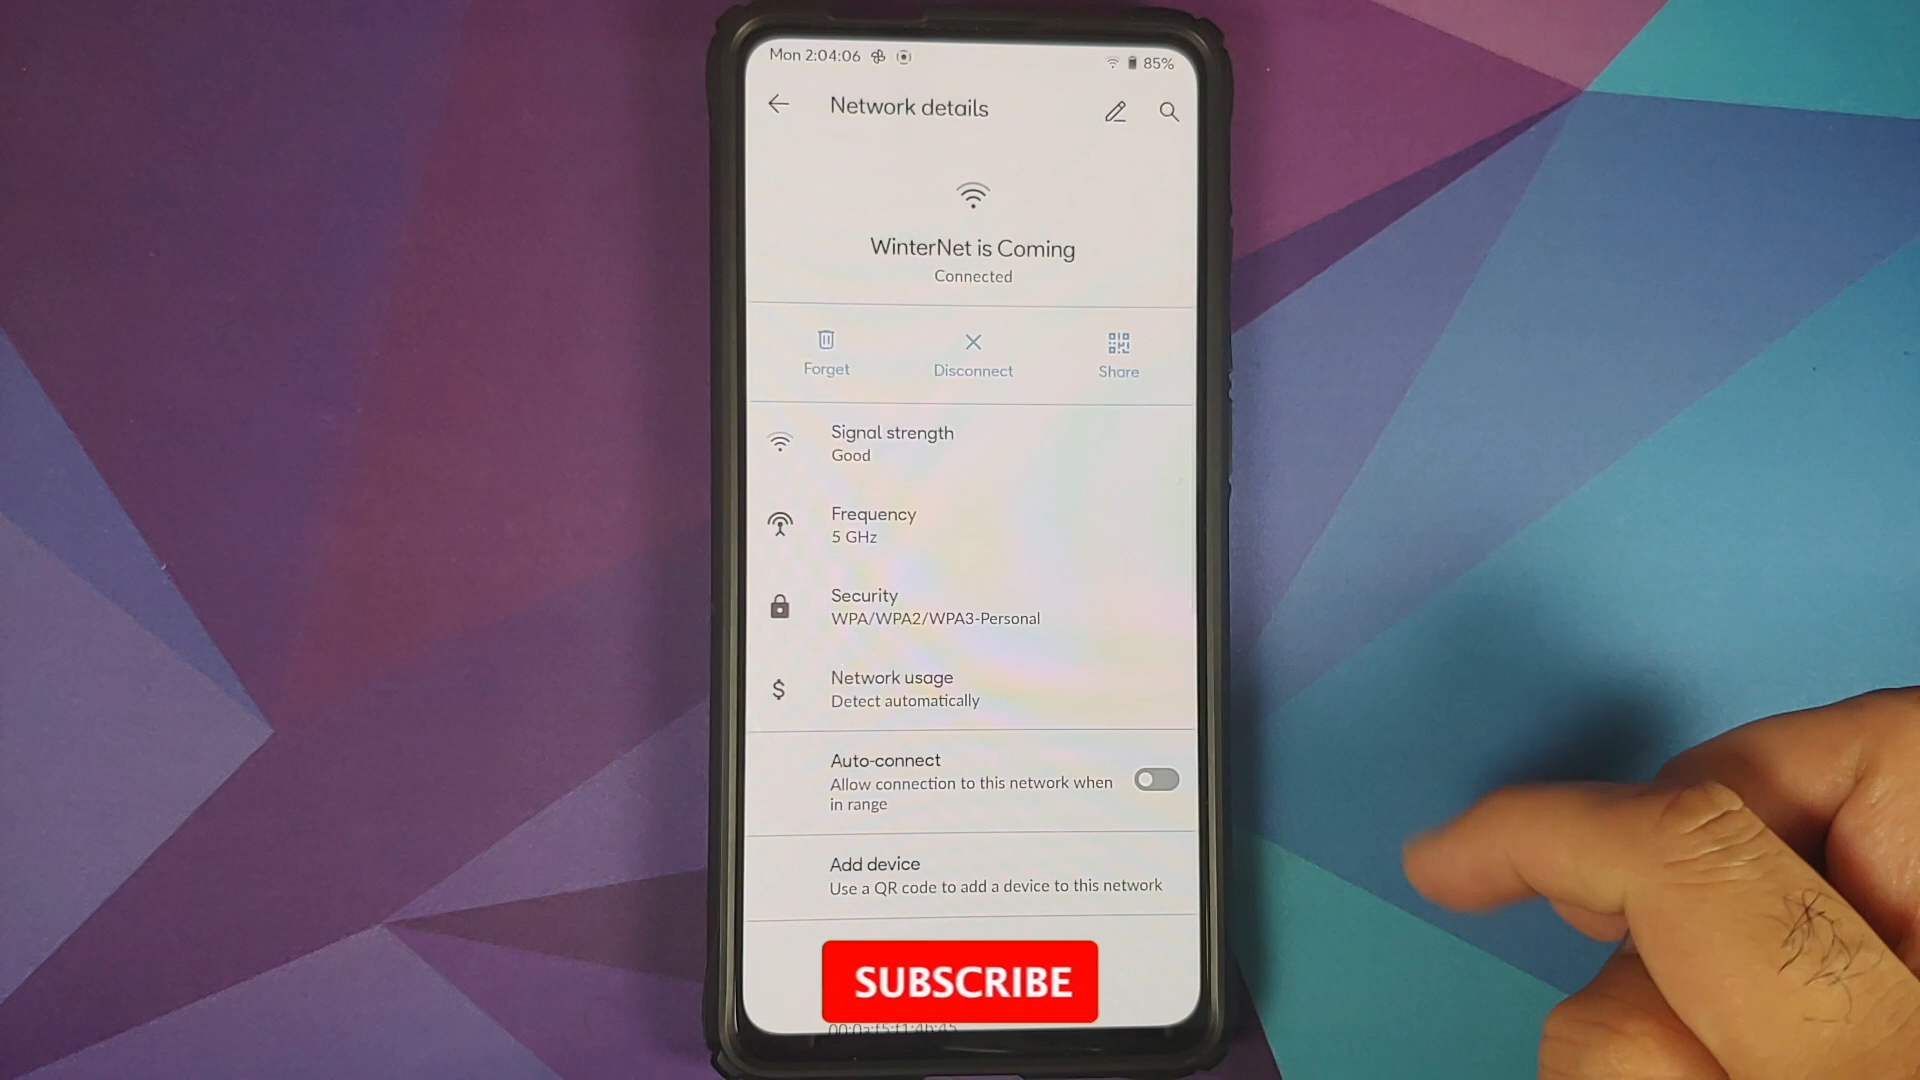 Mon 2:04:06
85%
Network details
WinterNet is Coming
Connected
Forget
Disconnect
Share
Signal strength
Good
Frequency
5 GHz
Security
WPA/WPA2/WPA3-Personal
Network usage
Detect automatically
Auto-connect
Allow connection to this network when
in range
Add device
Use a QR code to add a device to this network
SUBSCRIBE